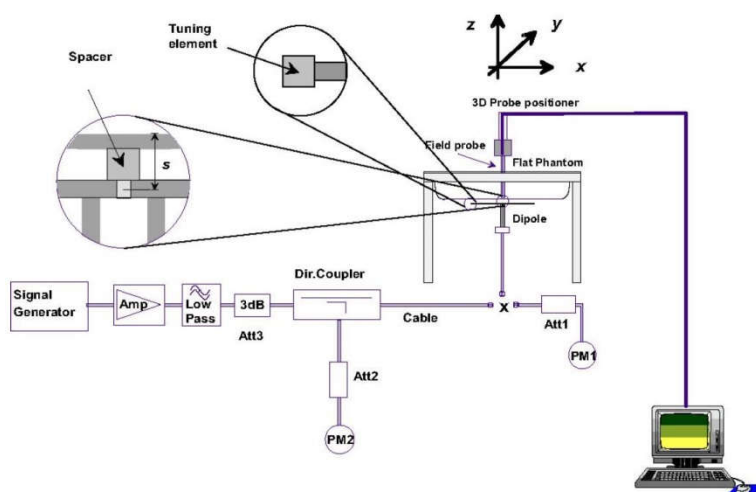 Tuning
element
Spacer
s
z
y
x
3D Probe positioner
Field probe
Flat Phantom
Dipole
Signal
Generator
Amp
Low
Pass
3dB
Att3
Dir.Coupler
Cable
x
Att1
PM1
Att2
PM2